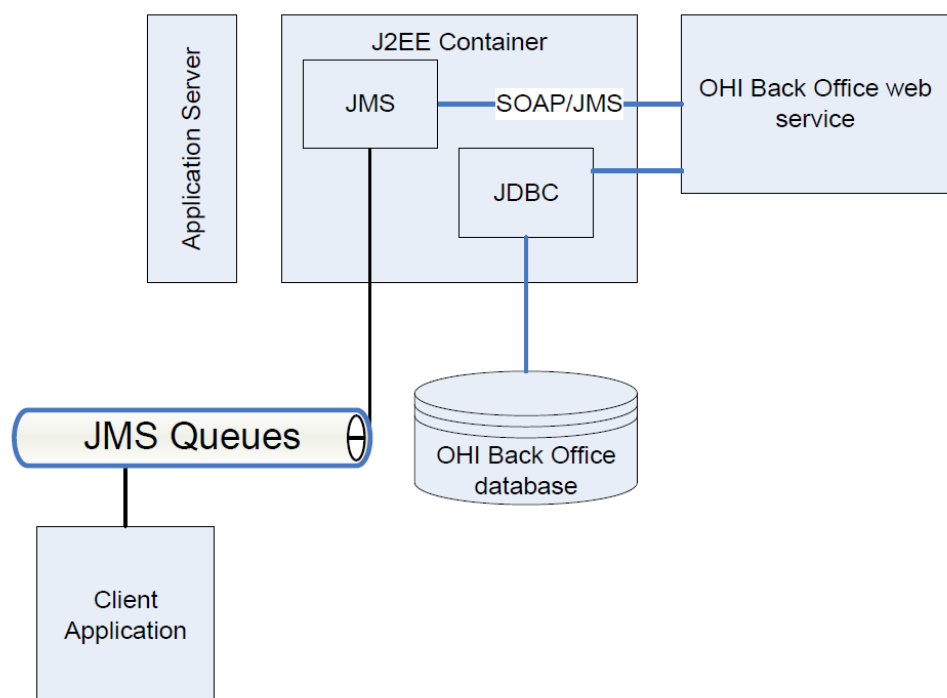 Application Server
J2EE Container
JMS
SOAP/JMS
OHI Back Office web
service
JDBC
JMS Queues
OHI Back Office
database
Client
Application